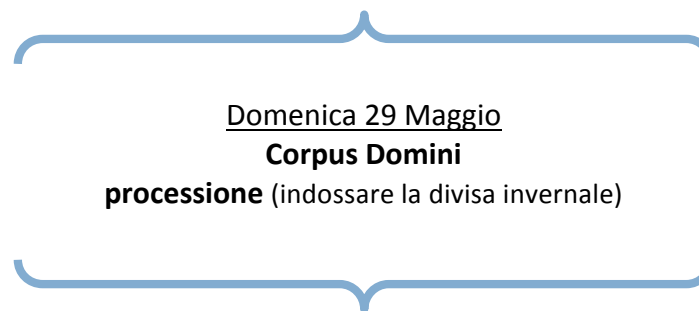 Domenica 29 Maggio
Corpus Domini
processione (indossare la divisa invernale)